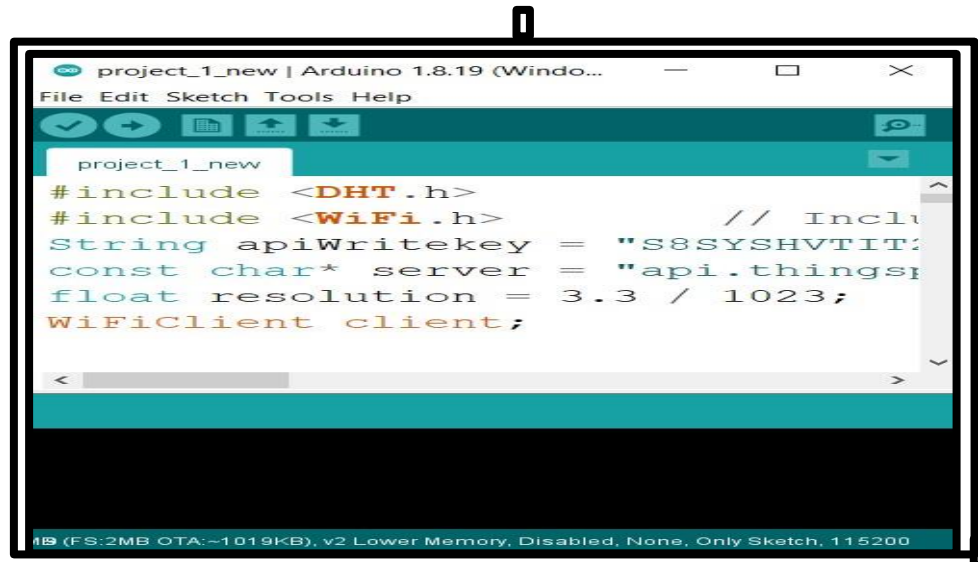 project_1_new | Arduino 1.8.19 (Windo...
File Edit Sketch Tools Help
project_1_new
#include <DHT.h>
#include <WiFi.h> // Inclu
String apiWritekey = "S8SYSHVTIT2
const char* server = "api.thingsp
float resolution = 3.3 / 1023;
WiFiClient client;
(FS:2MB OTA:~1019KB), v2 Lower Memory, Disabled, None, Only Sketch, 115200